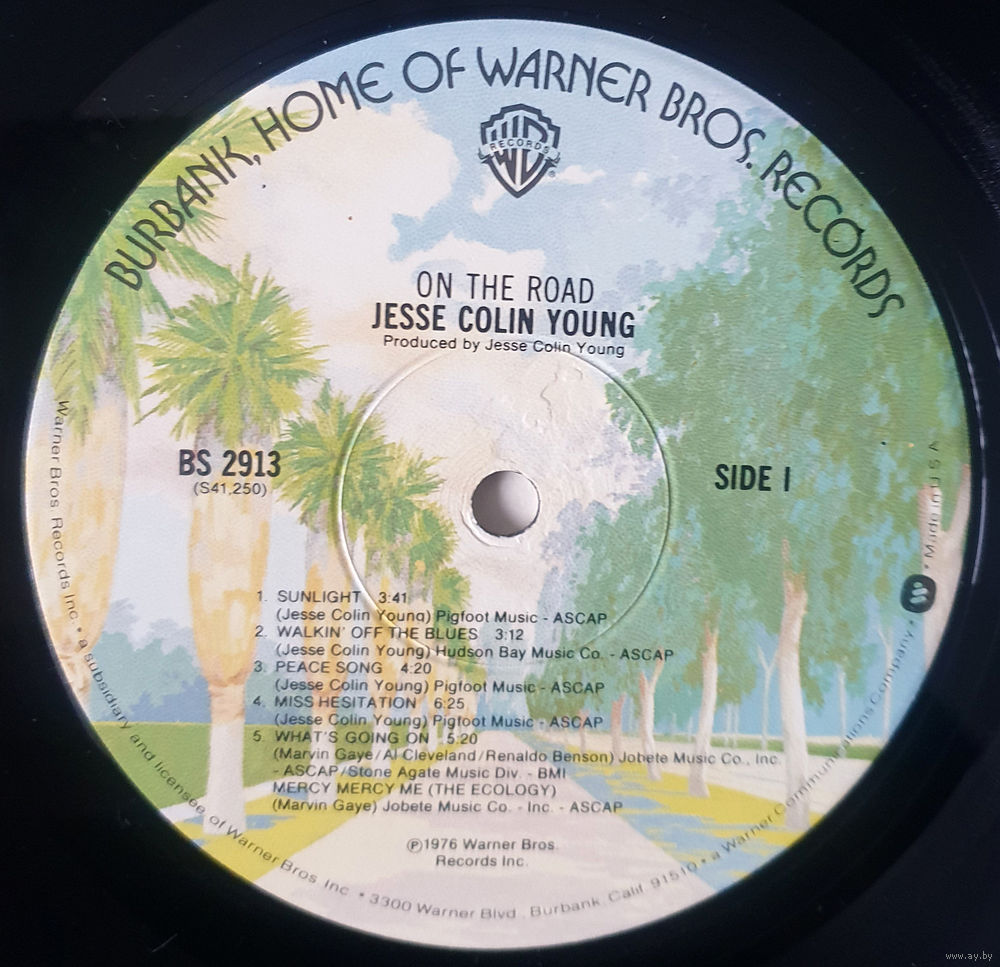 BURBANK, HOME OF WARNER BROS. RECORDS
WB
RECORDS
®
ON THE ROAD
JESSE COLIN YOUNG
Produced by Jesse Colin Young
BS 2913
(S41,250)
SIDE 1
1. SUNLIGHT 3:41
(Jesse Colin Young) Pigfoot Music - ASCAP
2. WALKIN' OFF THE BLUES 3:12
(Jesse Colin Young) Hudson Bay Music Co. - ASCAP
3. PEACE SONG 4:20
(Jesse Colin Young) Pigfoot Music - ASCAP
4. MISS HESITATION 6:25
(Jesse Colin Young) Pigfoot Music - ASCAP
5. WHAT'S GOING ON 5:20
(Marvin Gaye/Al Cleveland/Renaldo Benson) Jobete Music Co., Inc.
- ASCAP/Stone Agate Music Div. - BMI
MERCY MERCY ME (THE ECOLOGY)
(Marvin Gaye) Jobete Music Co. - Inc. - ASCAP
℗1976 Warner Bros.
Records Inc.
Warner Bros. Records Inc. • a subsidiary and licensee of Warner Bros. Inc. • 3300 Warner Blvd., Burbank, Calif. 91510 • a Warner Communications Company • Made in U S A
www.ay.by